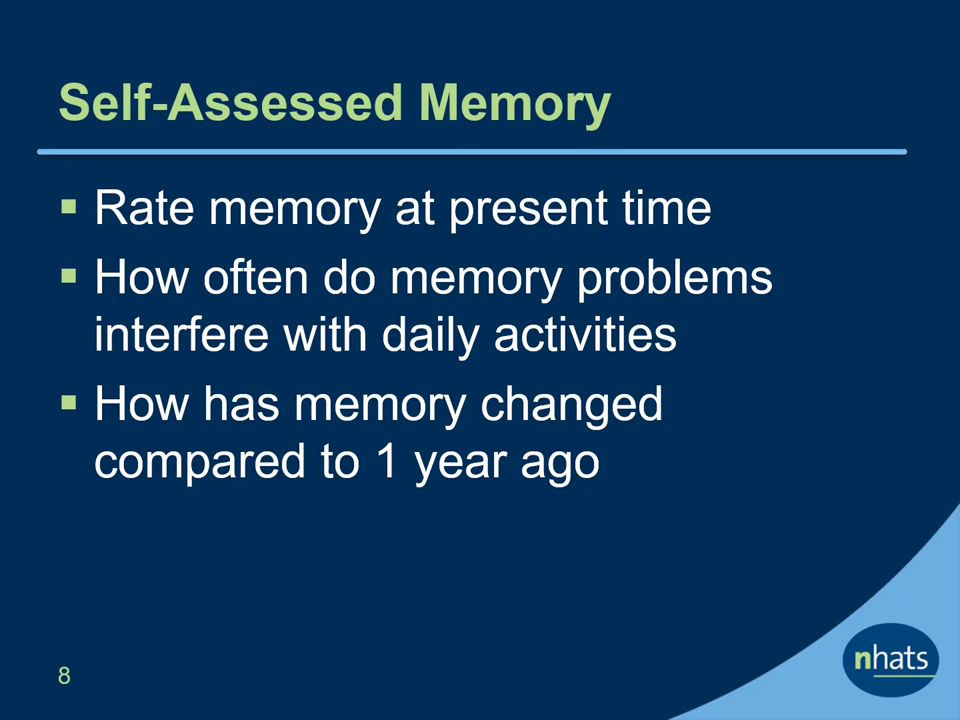 Self-Assessed Memory
Rate memory at present time
How often do memory problems
interfere with daily activities
How has memory changed
compared to 1 year ago
8
nhats